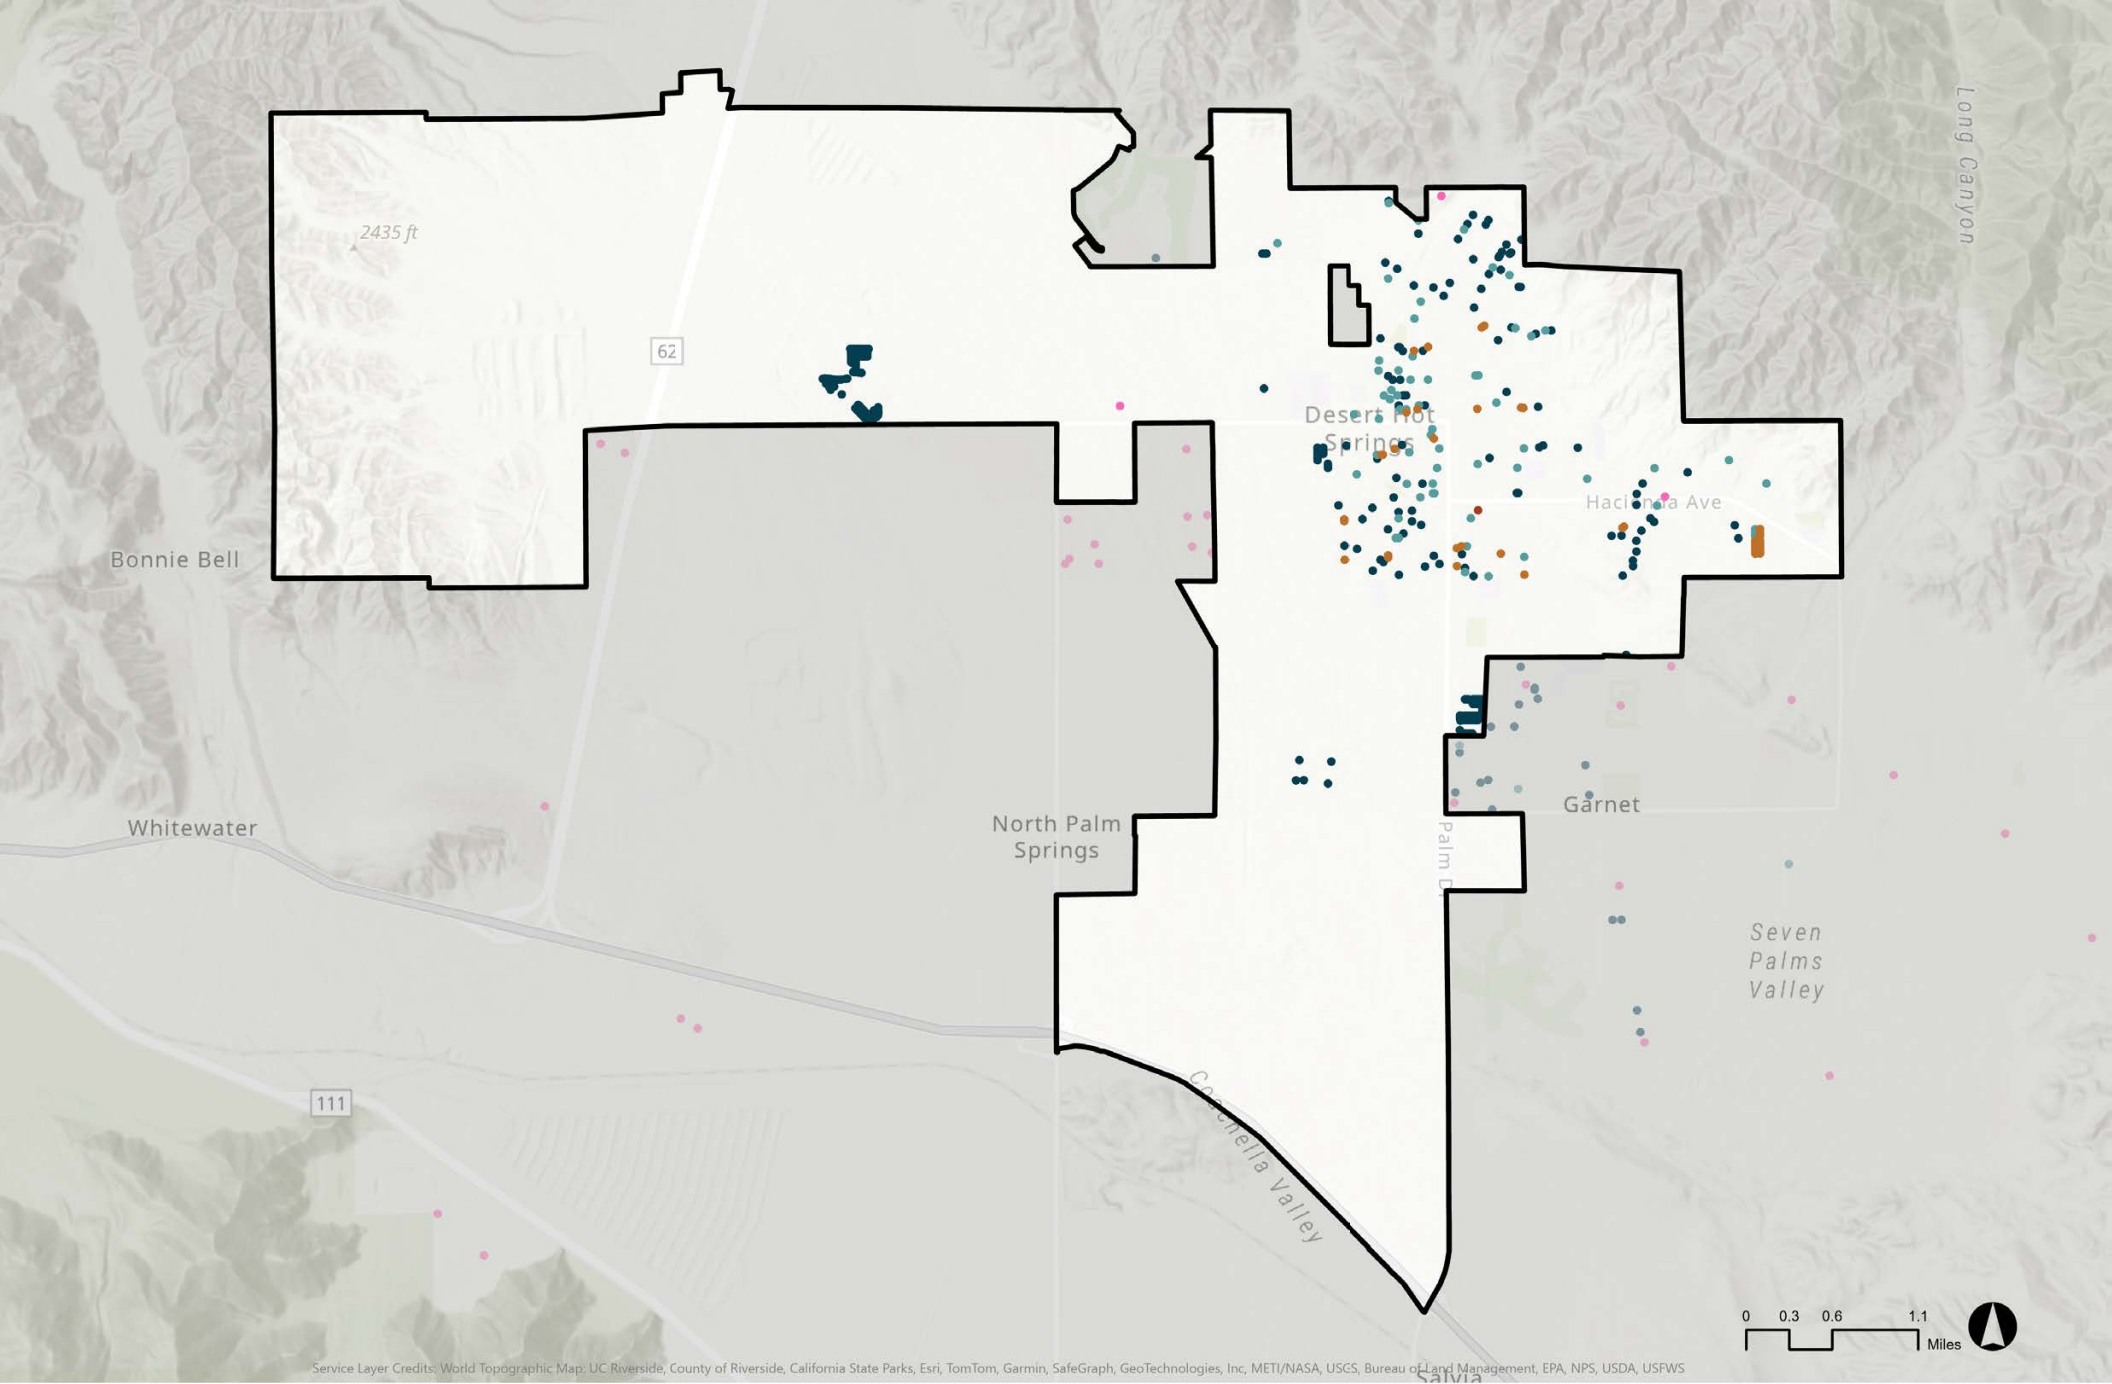 Long Canyon
2435 ft
62
Desert Hot
Springs
Hacienda Ave
Bonnie Bell
Whitewater
North Palm
Springs
Palm Dr
Garnet
Seven
Palms
Valley
111
Coachella Valley
0 0.3 0.6 1.1
Miles
Service Layer Credits: World Topographic Map: UC Riverside, County of Riverside, California State Parks, Esri, TomTom, Garmin, SafeGraph, GeoTechnologies, Inc, METI/NASA, USGS, Bureau of Land Management, EPA, NPS, USDA, USFWS
Salvia